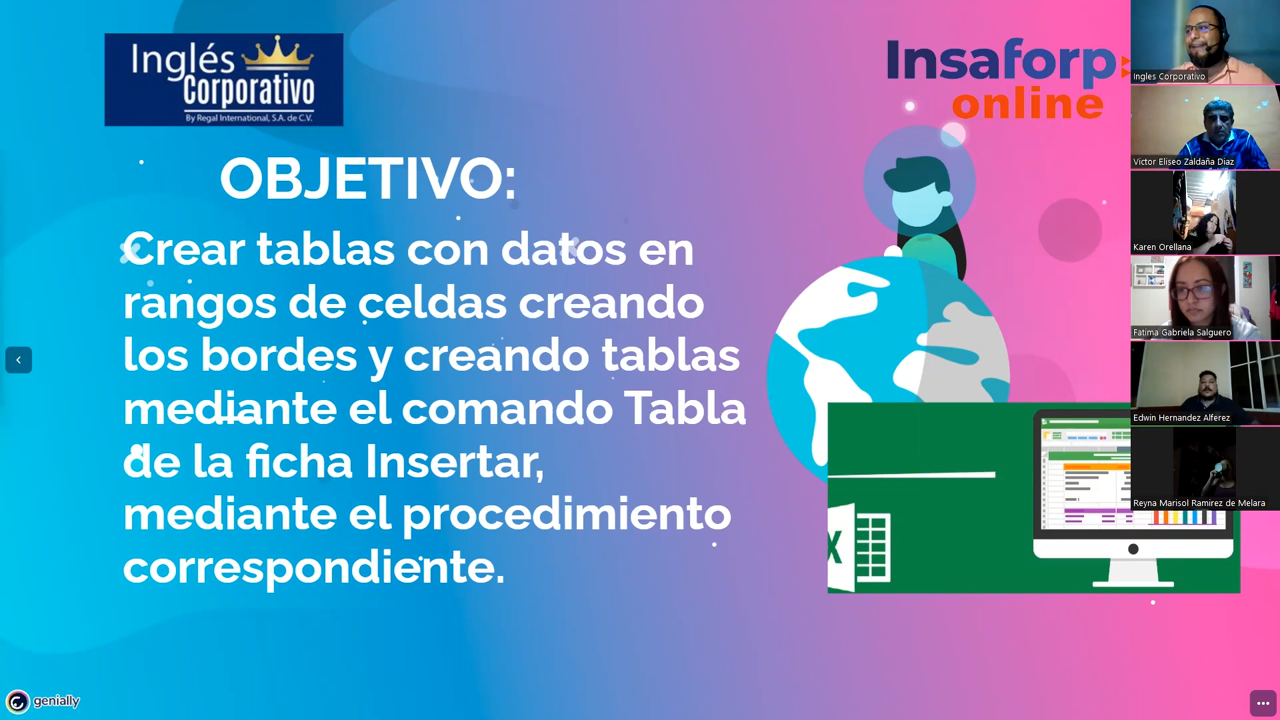 Inglés
Corporativo
By Regal International, S.A. de C.V.
Insaforp
online
OBJETIVO:
Crear tablas con datos en
rangos de celdas creando
los bordes y creando tablas
mediante el comando Tabla
de la ficha Insertar,
mediante el procedimiento
correspondiente.
X
genially
Ingles Corporativo
Victor Eliseo Zaldaña Diaz
Karen Orellana
Fatima Gabriela Salguero
Edwin Hernandez Alferez
Reyna Marisol Ramirez de Melara